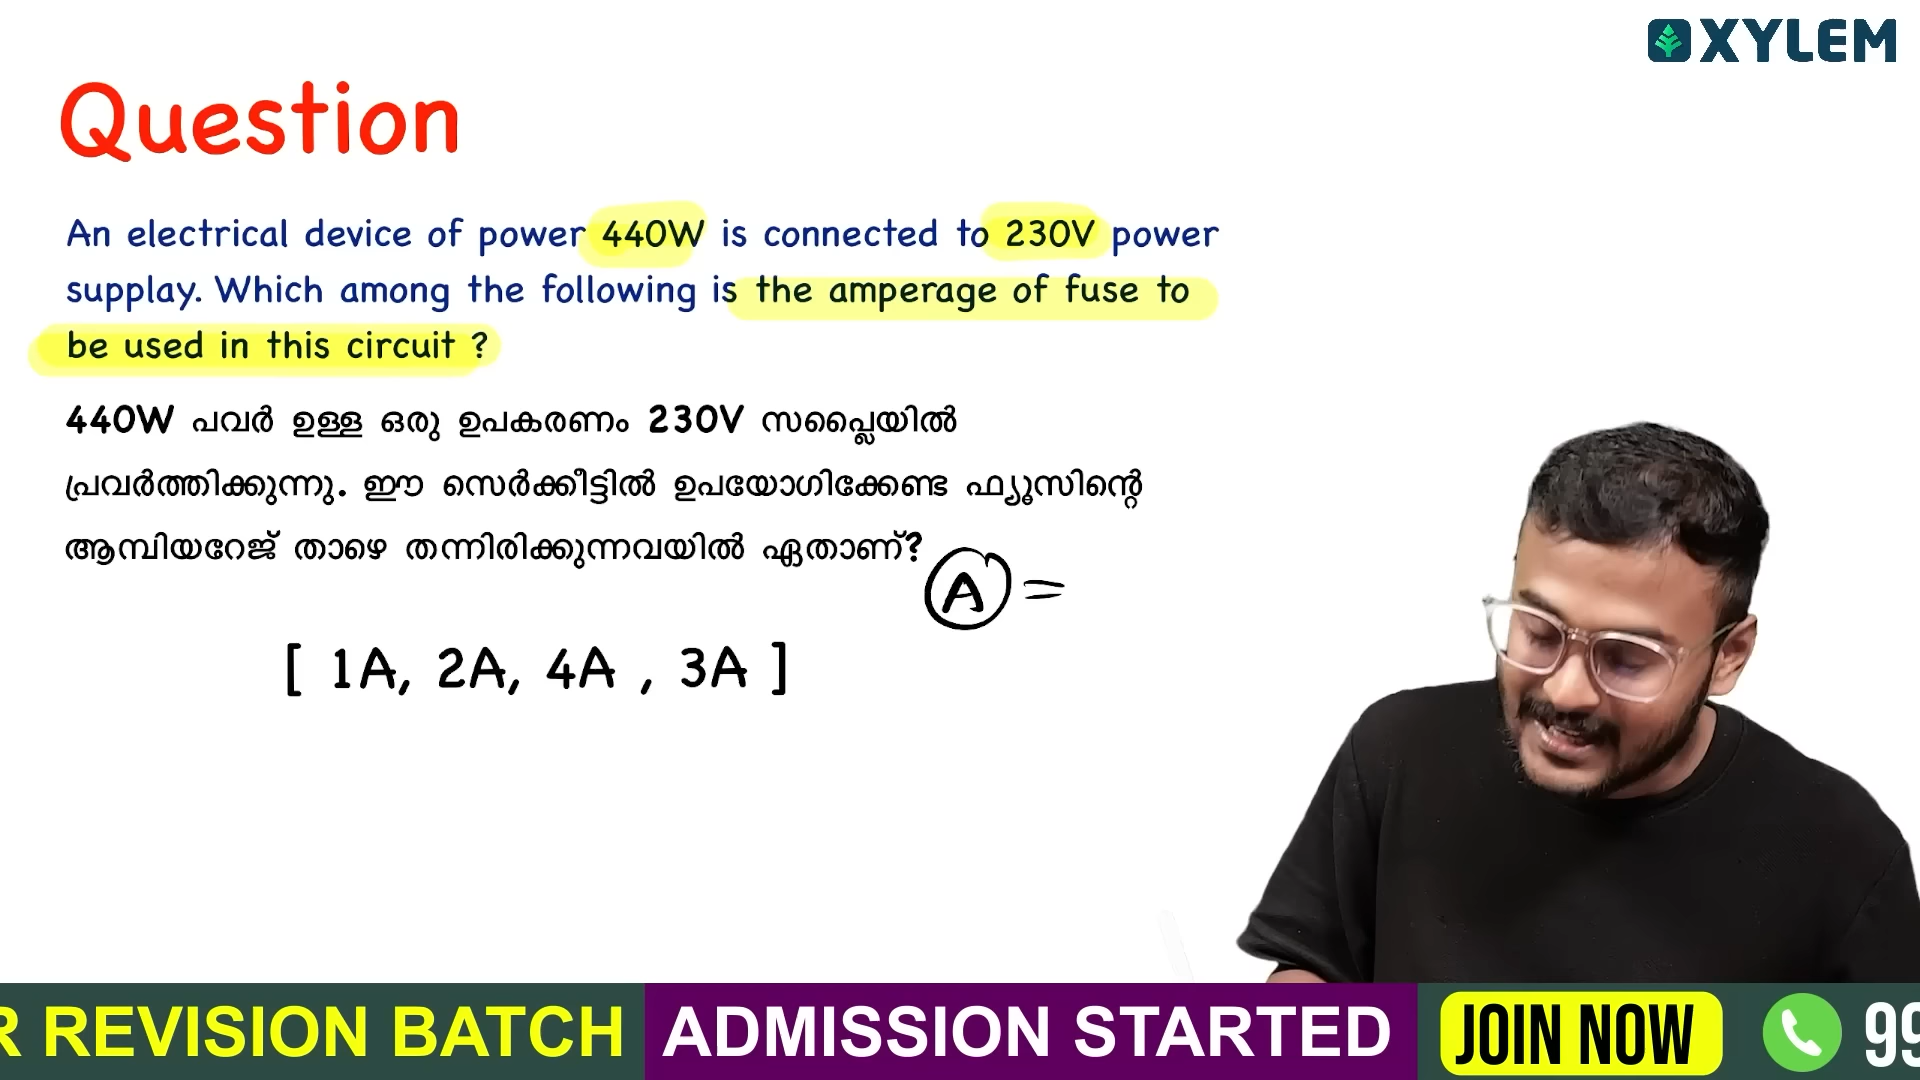 XYLEM
Question
An electrical device of power 440W is connected to 230V power
supplay. Which among the following is the amperage of fuse to
be used in this circuit ?
440W പവർ ഉള്ള ഒരു ഉപകരണം 230V സപ്ലൈയിൽ
പ്രവർത്തിക്കുന്നു. ഈ സെർക്കീട്ടിൽ ഉപയോഗിക്കേണ്ട ഫ്യൂസിന്റെ
ആമ്പിയറേജ് താഴെ തന്നിരിക്കുന്നവയിൽ ഏതാണ്?
A =
[ 1A, 2A, 4A , 3A ]
R REVISION BATCH ADMISSION STARTED JOIN NOW 99